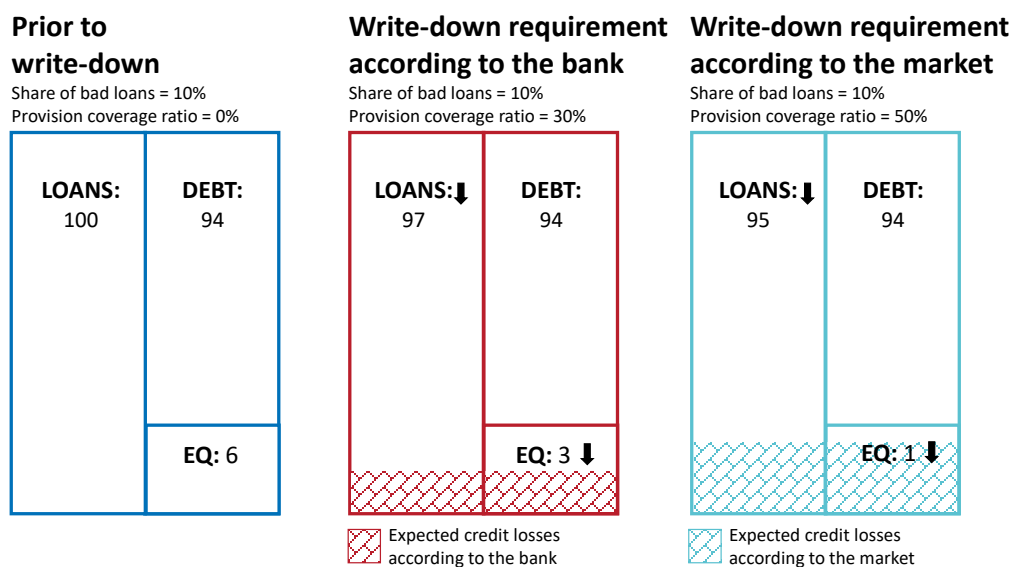 Prior to
write-down
Share of bad loans = 10%
Provision coverage ratio = 0%
LOANS:
100
DEBT:
94
EQ: 6
Write-down requirement
according to the bank
Share of bad loans = 10%
Provision coverage ratio = 30%
LOANS:
97
DEBT:
94
EQ: 3
Expected credit losses
according to the bank
Write-down requirement
according to the market
Share of bad loans = 10%
Provision coverage ratio = 50%
LOANS:
95
DEBT:
94
EQ: 1
Expected credit losses
according to the market